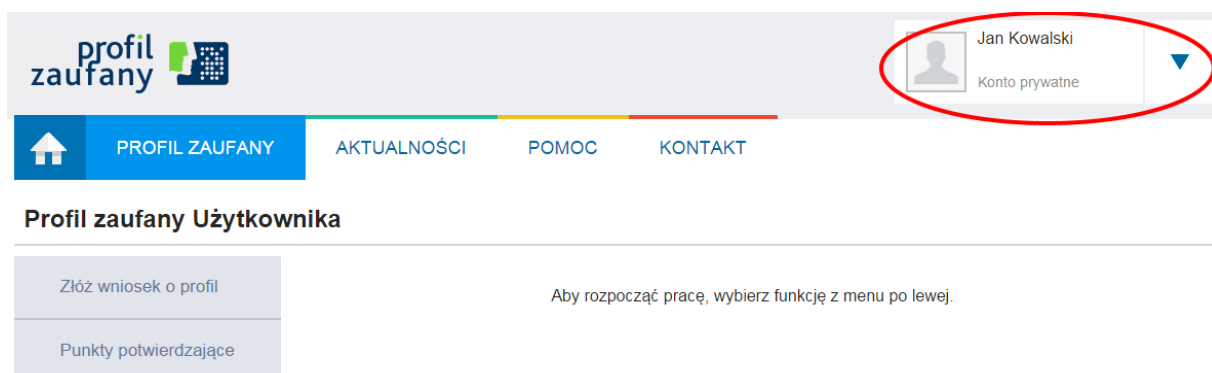 profil
zaufany
Jan Kowalski
Konto prywatne
PROFIL ZAUFANY
AKTUALNOŚCI
POMOC
KONTAKT
Profil zaufany Użytkownika
Złóż wniosek o profil
Aby rozpocząć pracę, wybierz funkcję z menu po lewej.
Punkty potwierdzające